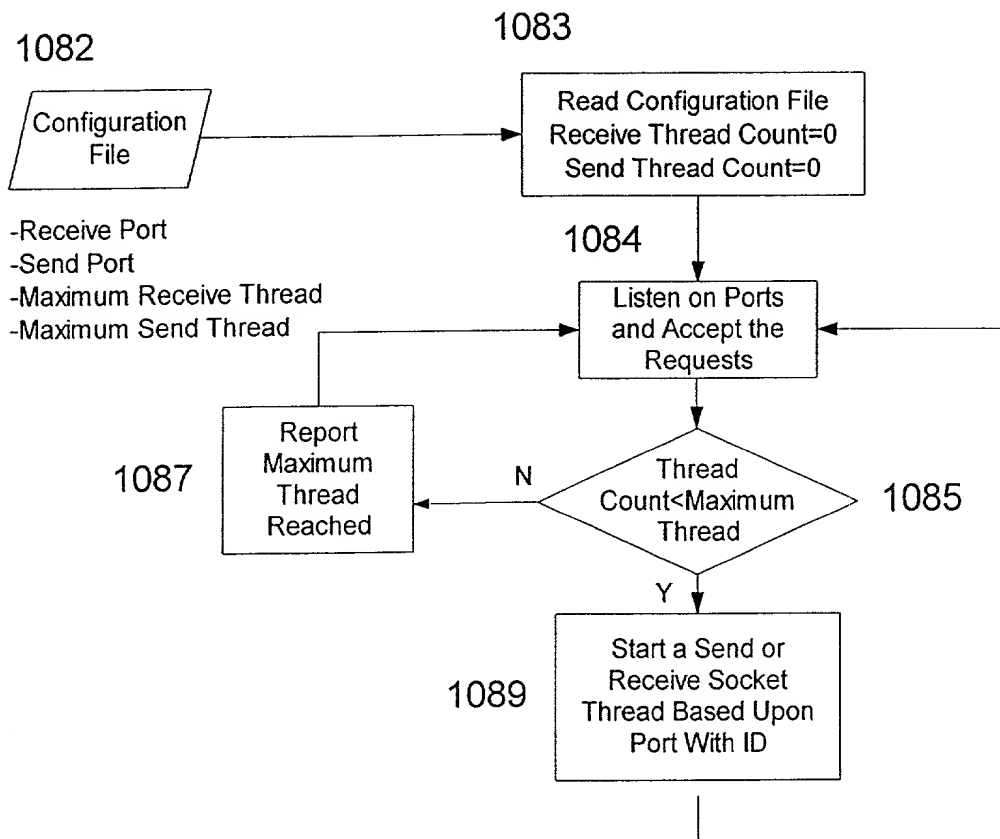 1082
1083
Configuration
File
Read Configuration File
Receive Thread Count=0
Send Thread Count=0
-Receive Port
-Send Port
-Maximum Receive Thread
-Maximum Send Thread
1084
Listen on Ports
and Accept the
Requests
1087
Report
Maximum
Thread
Reached
N
Thread
Count<Maximum
Thread
1085
Y
1089
Start a Send or
Receive Socket
Thread Based Upon
Port With ID